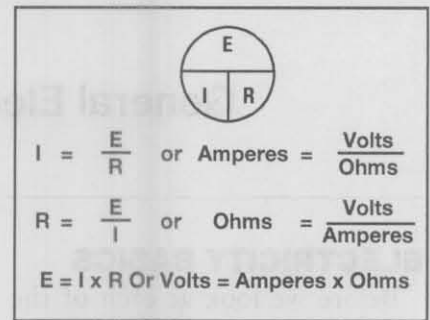 E
I R
I = E/R or Amperes = Volts/Ohms
R = E/I or Ohms = Volts/Amperes
E = I x R Or Volts = Amperes x Ohms